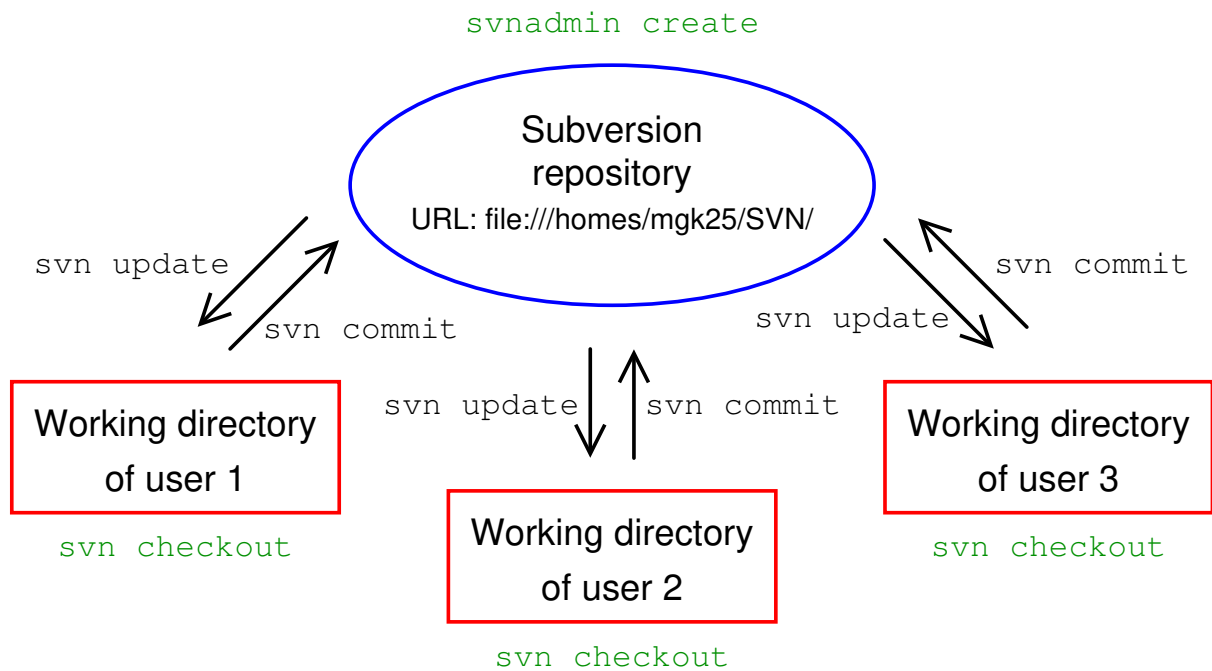 svnadmin create
Subversion
repository
URL: file:///homes/mgk25/SVN/
svn update
svn commit
svn commit
svn update
svn update
svn commit
Working directory
of user 1
svn checkout
Working directory
of user 2
svn checkout
Working directory
of user 3
svn checkout